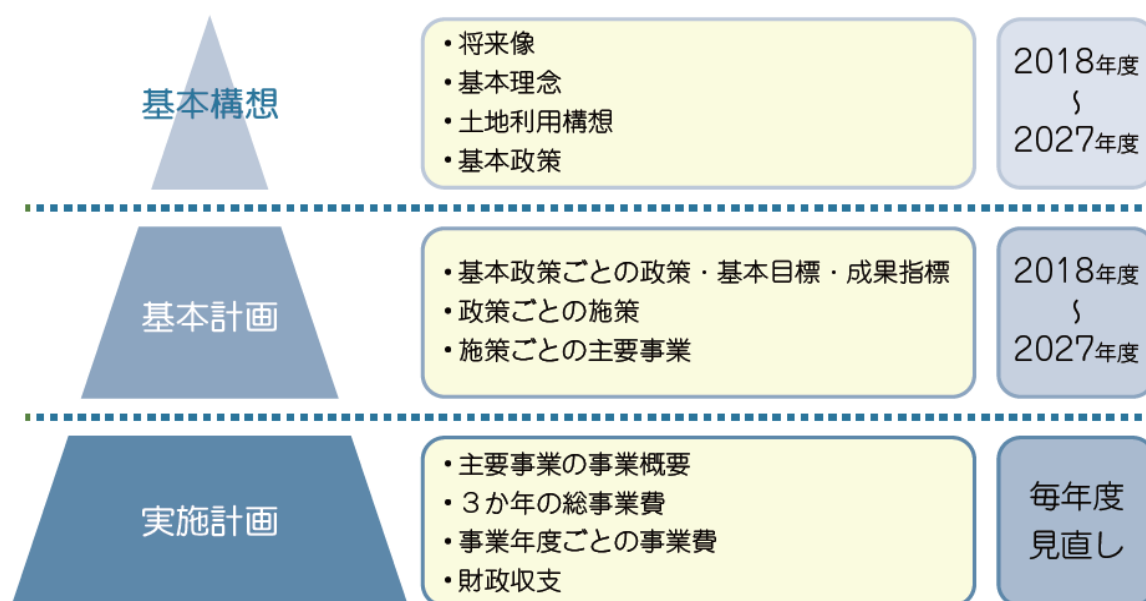 基本構想
・将来像
・基本理念
・土地利用構想
・基本政策
2018年度
〜
2027年度
基本計画
・基本政策ごとの政策・基本目標・成果指標
・政策ごとの施策
・施策ごとの主要事業
2018年度
〜
2027年度
実施計画
・主要事業の事業概要
・３か年の総事業費
・事業年度ごとの事業費
・財政収支
毎年度
見直し